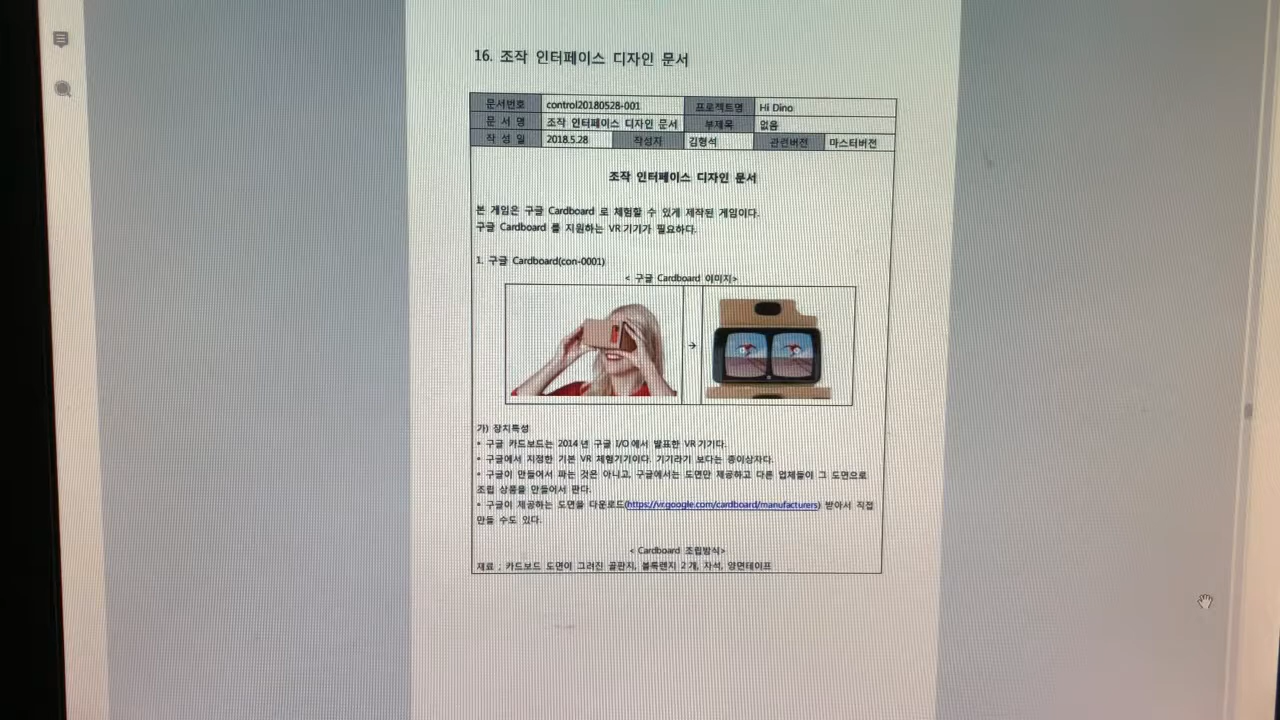 16. 조작 인터페이스 디자인 문서
문서번호 control20180528-001 프로젝트명 Hi Dino
문 서 명 조작 인터페이스 디자인 문서 부제목 없음
작 성 일 2018.5.28 작성자 김형석 관련버전 마스터버전
조작 인터페이스 디자인 문서
본 게임은 구글 Cardboard 로 체험할 수 있게 제작된 게임이다.
구글 Cardboard 를 지원하는 VR 기기가 필요하다.
1. 구글 Cardboard(con-0001)
< 구글 Cardboard 이미지>
→
가) 장치특성
• 구글 카드보드는 2014 년 구글 I/O 에서 발표한 VR 기기다.
• 구글에서 지정한 기본 VR 체험기기이다. 기기라기 보다는 종이상자다.
• 구글이 만들어서 파는 것은 아니고, 구글에서는 도면만 제공하고 다른 업체들이 그 도면으로
조립 상품을 만들어서 판다.
• 구글이 제공하는 도면을 다운로드(https://vr.google.com/cardboard/manufacturers) 받아서 직접
만들 수도 있다.
< Cardboard 조립방식>
재료 ; 카드보드 도면이 그려진 골판지, 볼록렌지 2 개, 자석, 양면테이프